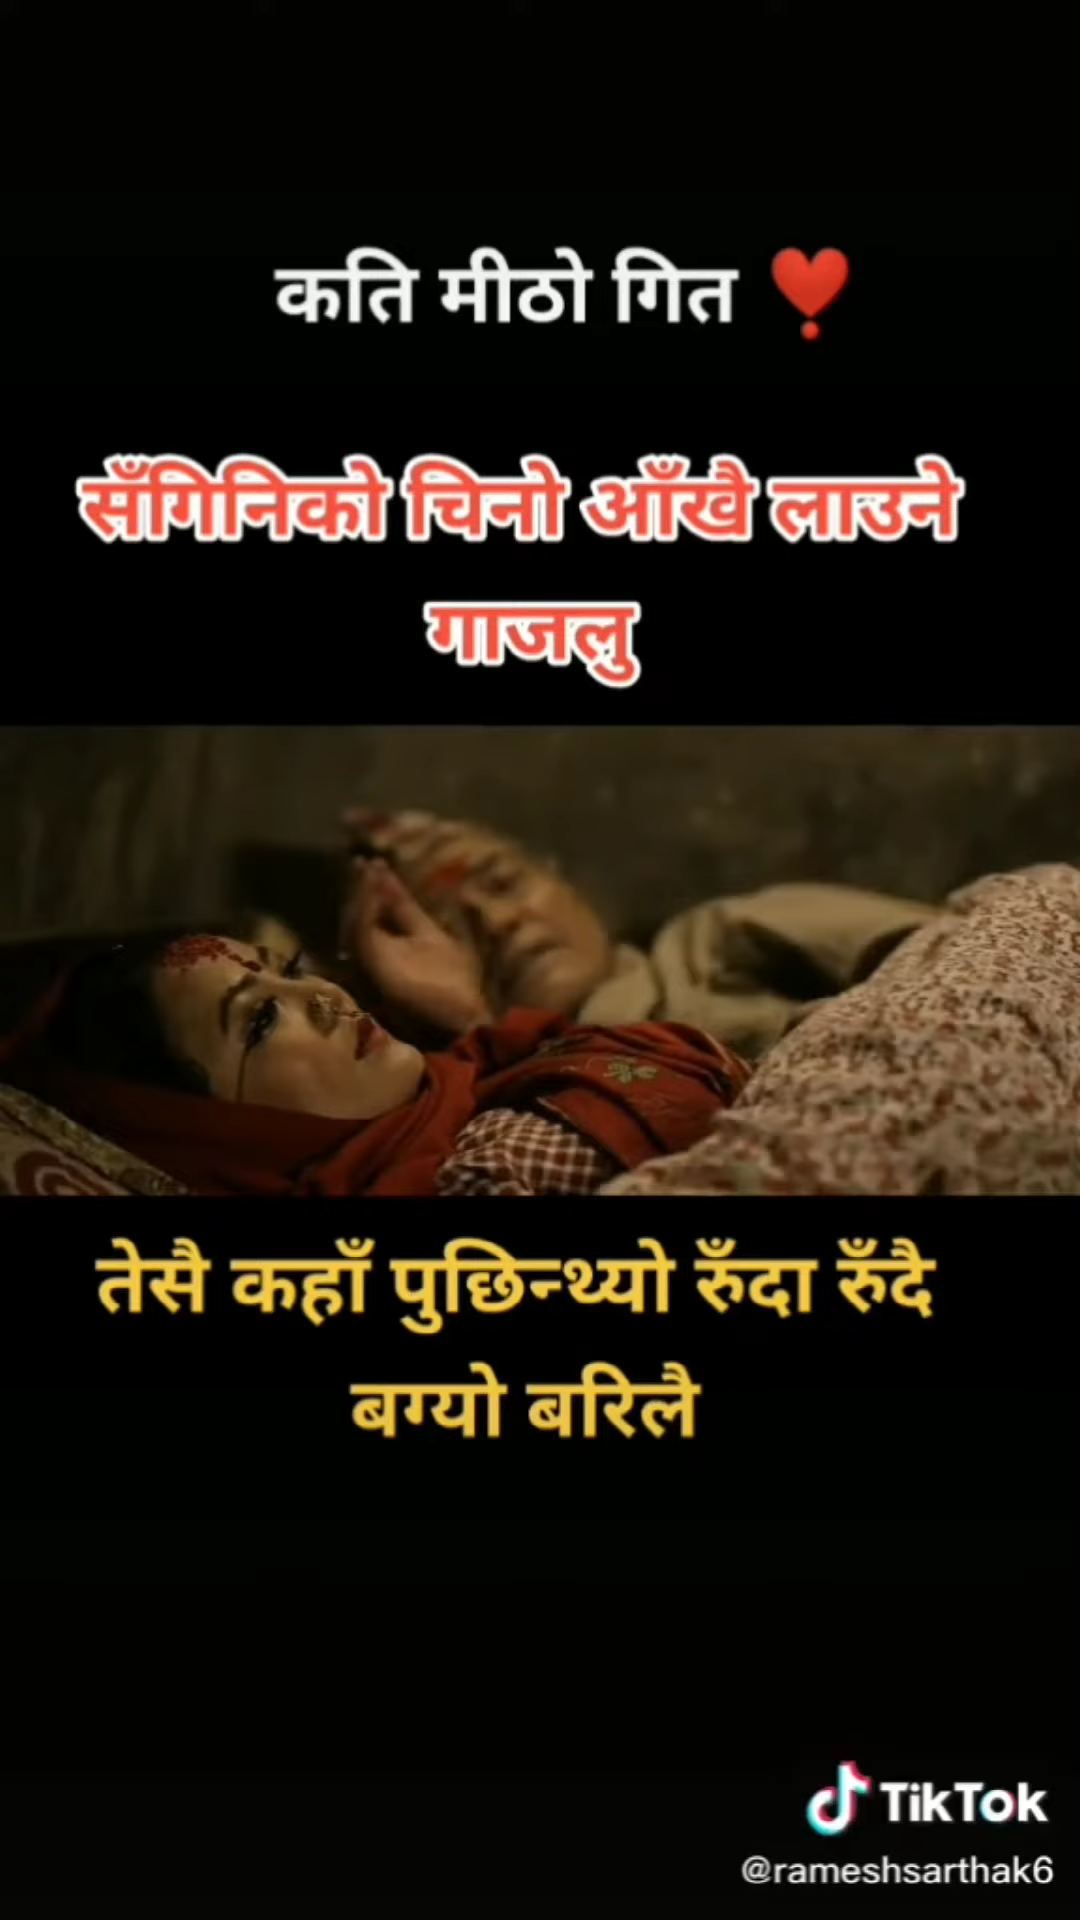 कति मीठो गित ❣️
सँगिनिको चिनो आँखै लाउने
गाजलु
तेसै कहाँ पुछिन्थ्यो रुँदा रुँदै
बग्यो बरिलै
TikTok
@rameshsarthak6